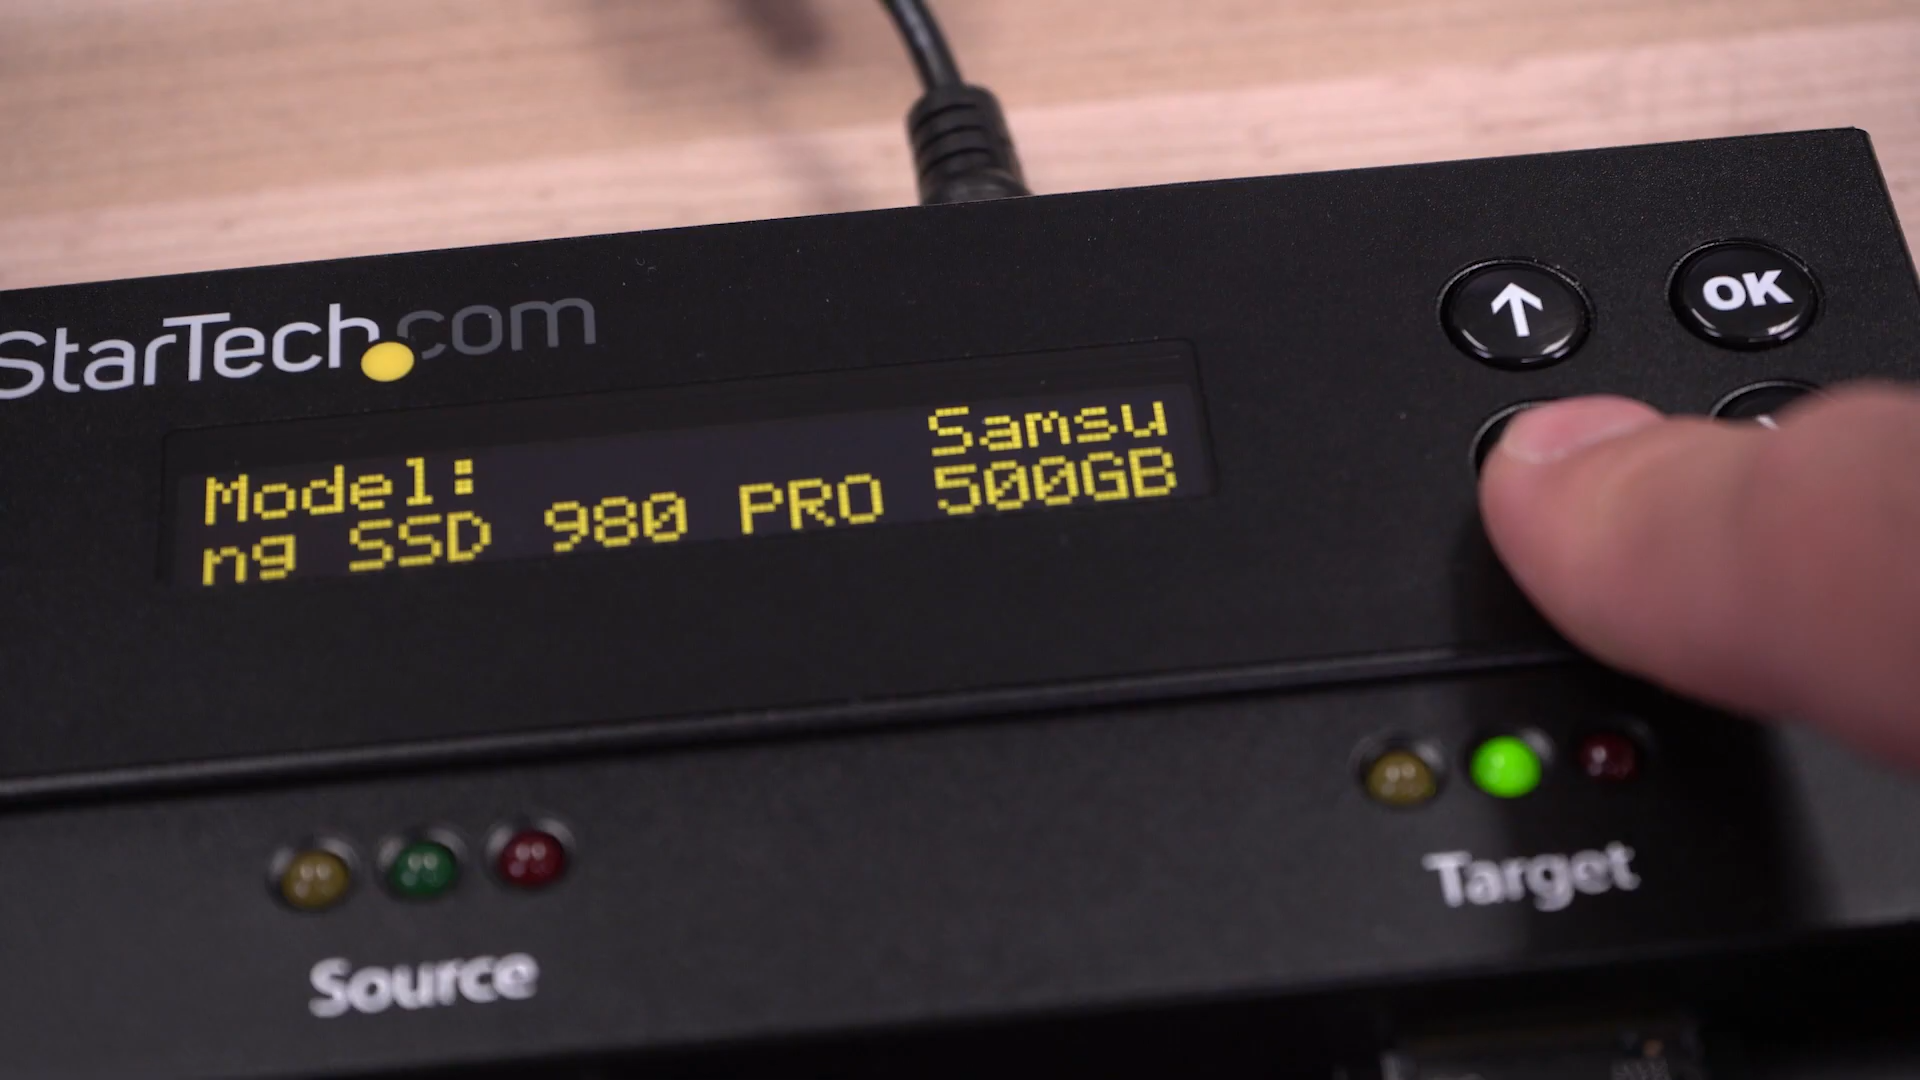 StarTech.com
OK
Model: Samsu
ng SSD 980 PRO 500GB
Target
Source